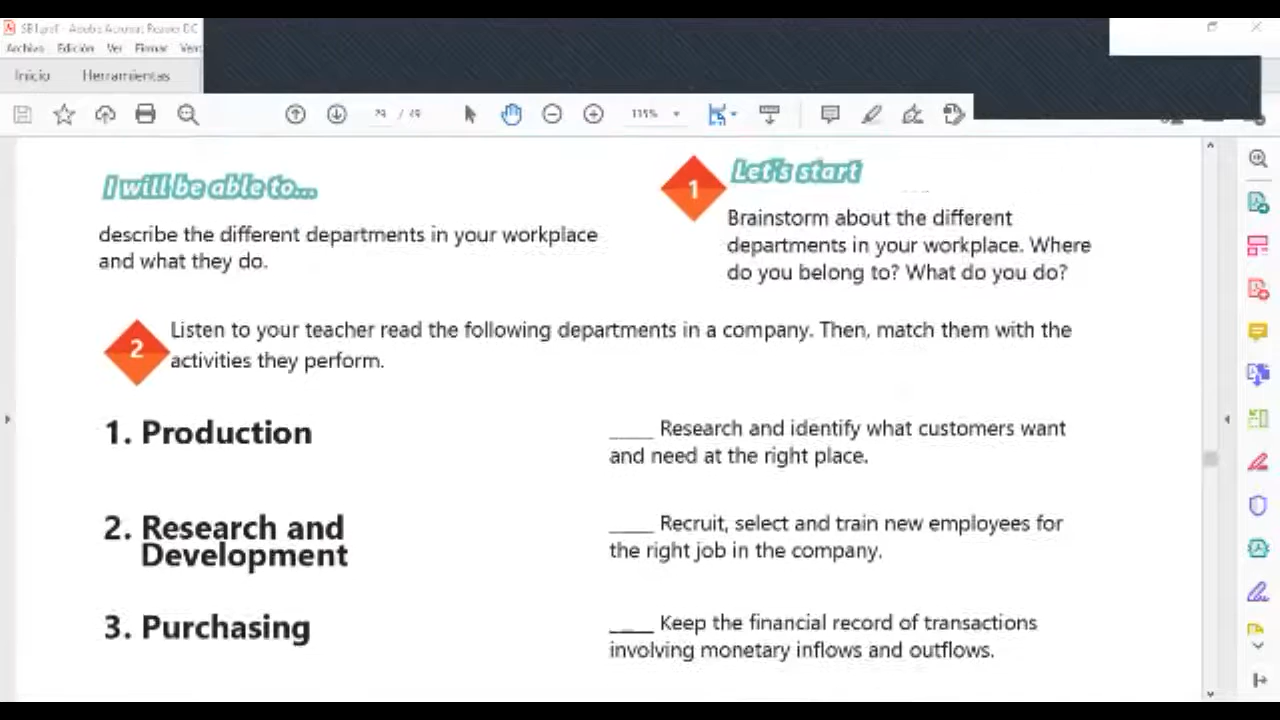 Archivo Edición Ver Firmar
Inicio Herramientas
/ 49
115%
I will be able to...
describe the different departments in your workplace
and what they do.
1
Let's start
Brainstorm about the different
departments in your workplace. Where
do you belong to? What do you do?
2
Listen to your teacher read the following departments in a company. Then, match them with the
activities they perform.
1. Production
____ Research and identify what customers want
and need at the right place.
2. Research and
Development
____ Recruit, select and train new employees for
the right job in the company.
3. Purchasing
____ Keep the financial record of transactions
involving monetary inflows and outflows.